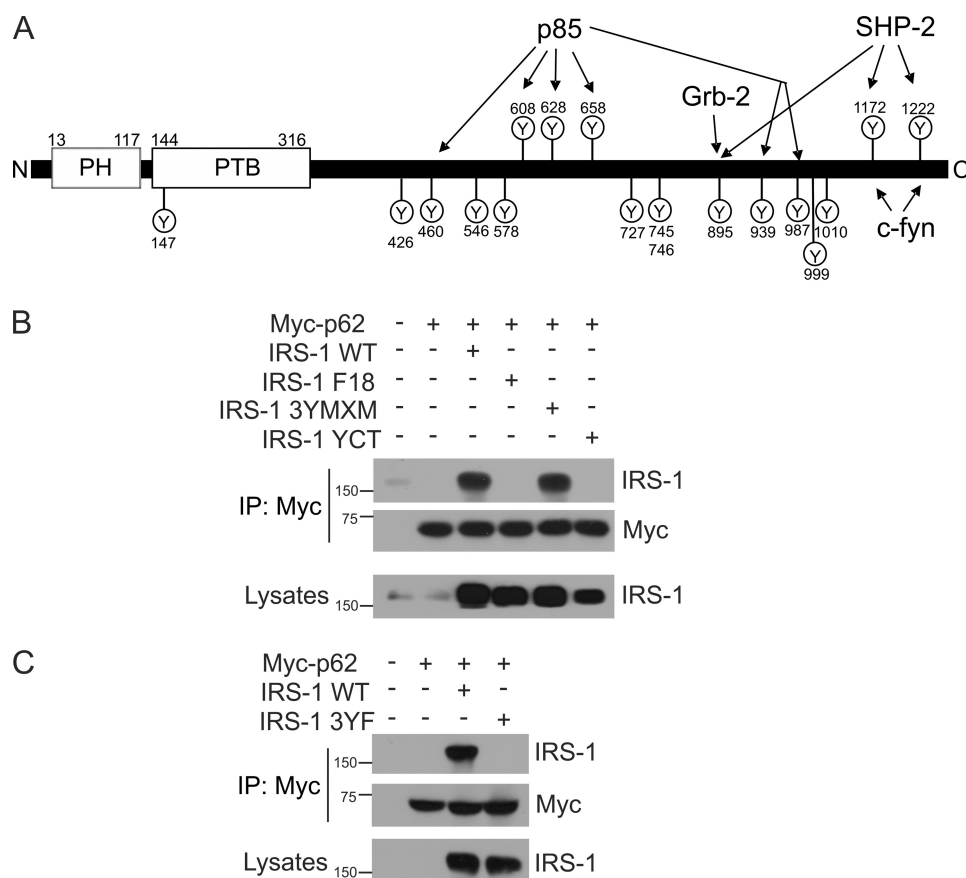 A
p85
SHP-2
Grb-2
608 628 658 1172 1222
Y Y Y Y Y
13 117 144 316
N PH PTB C
Y Y Y Y Y Y Y Y Y Y Y Y
147 426 460 546 578 727 745 895 939 987 1010
746
999
c-fyn
B
Myc-p62 - + + + + +
IRS-1 WT - - + - - -
IRS-1 F18 - - - + - -
IRS-1 3YMXM - - - - + -
IRS-1 YCT - - - - - +
IP: Myc
150 IRS-1
75 Myc
Lysates 150 IRS-1
C
Myc-p62 - + + +
IRS-1 WT - - + -
IRS-1 3YF - - - +
IP: Myc
150 IRS-1
75 Myc
Lysates 150 IRS-1